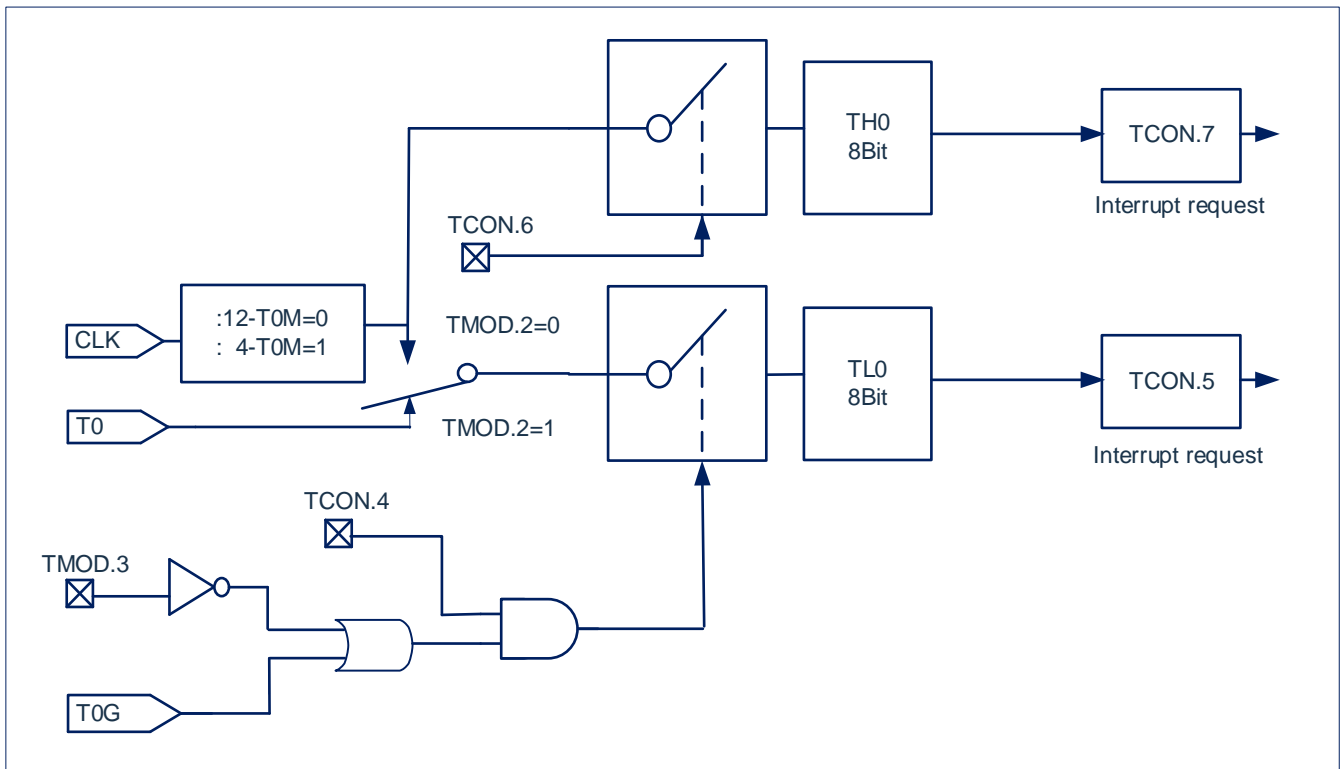 TH0
8Bit
TCON.7
Interrupt request
TCON.6
CLK
:12-T0M=0
: 4-T0M=1
TMOD.2=0
TL0
8Bit
TCON.5
T0
TMOD.2=1
Interrupt request
TCON.4
TMOD.3
T0G